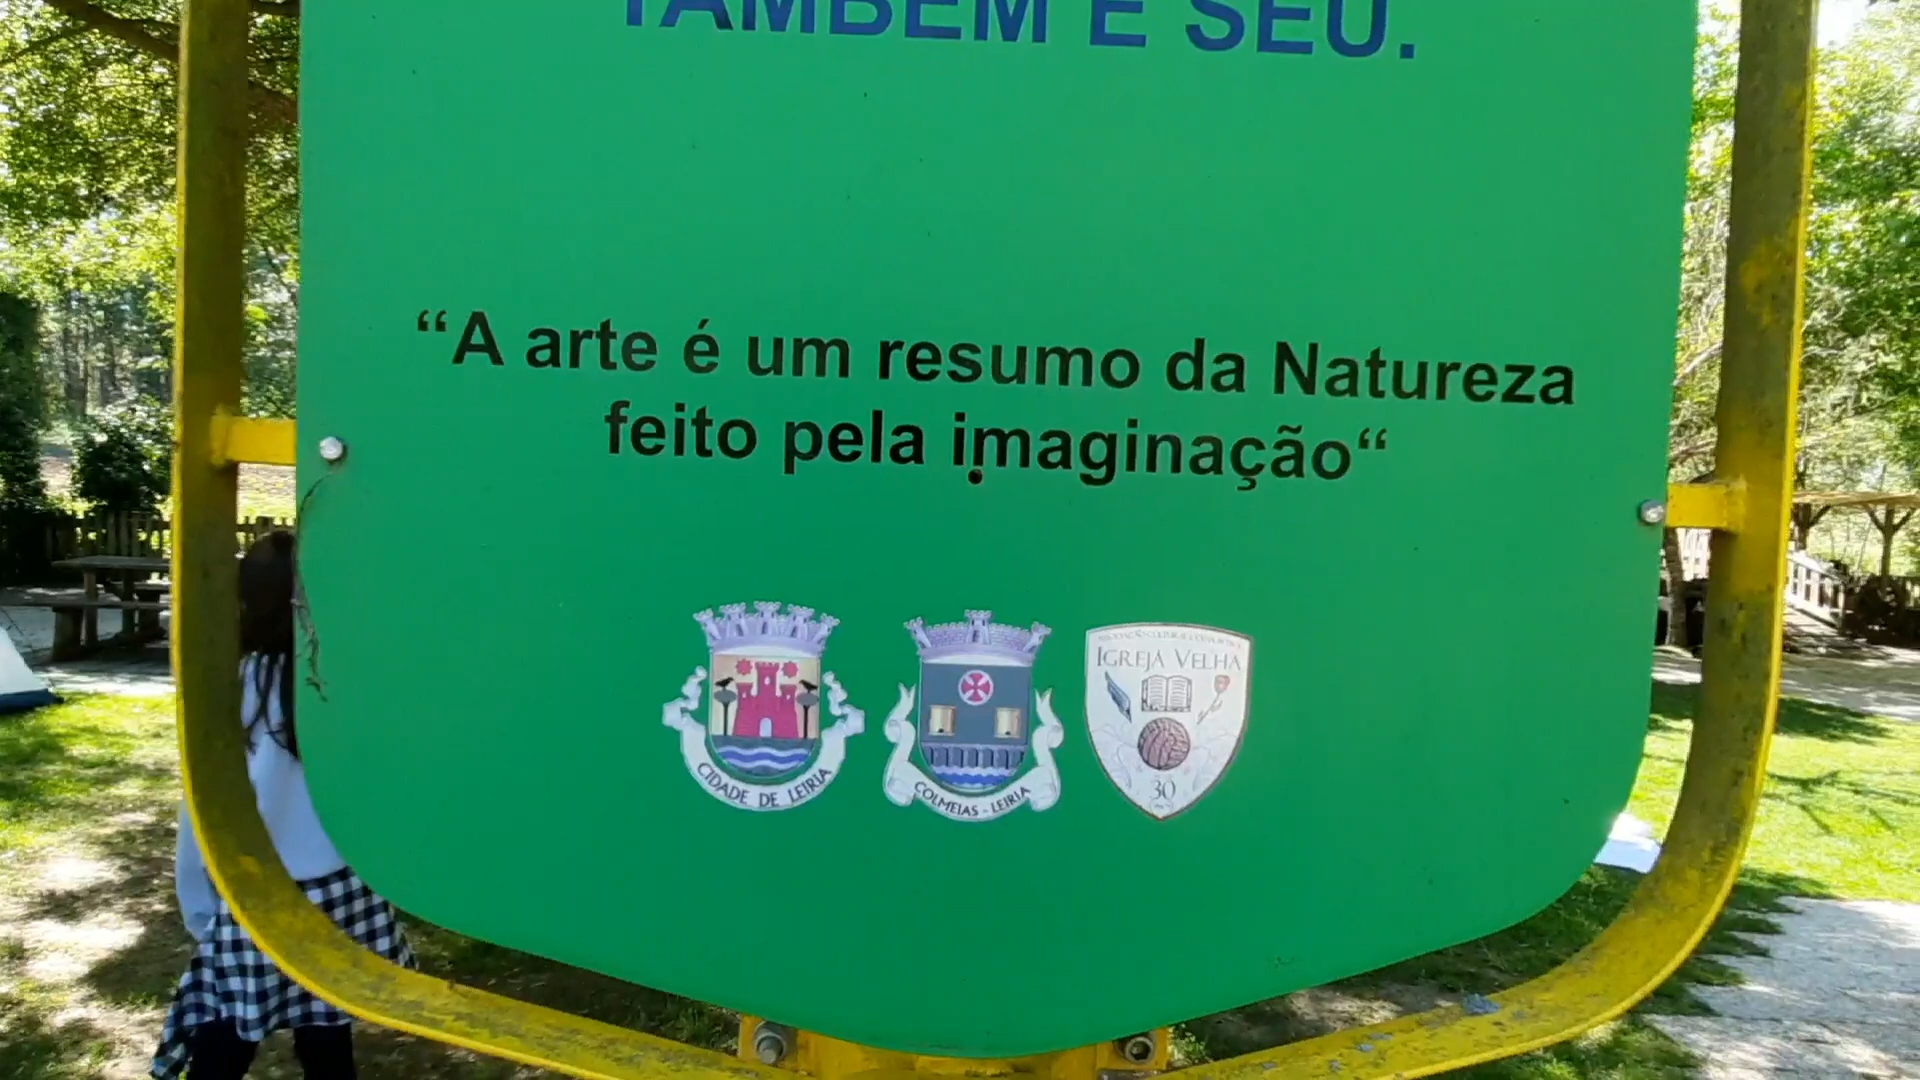 TAMBÉM É SEU.
“A arte é um resumo da Natureza
feito pela imaginação“
CIDADE DE LEIRIA
COLMEIAS - LEIRIA
IGREJA VELHA
30